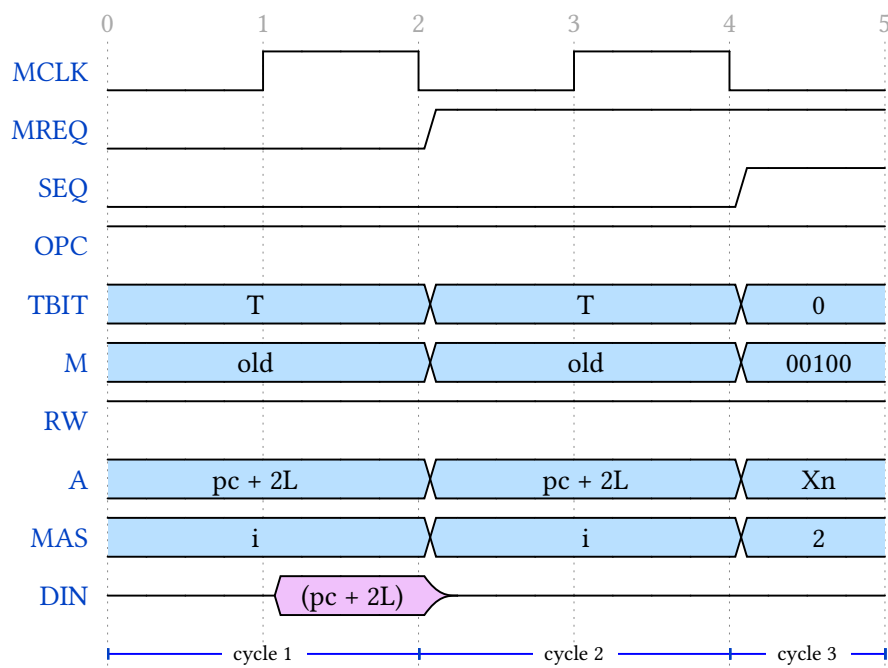 0 1 2 3 4 5
MCLK
MREQ
SEQ
OPC
TBIT T T 0
M old old 00100
RW
A pc + 2L pc + 2L Xn
MAS i i 2
DIN (pc + 2L)
cycle 1 cycle 2 cycle 3